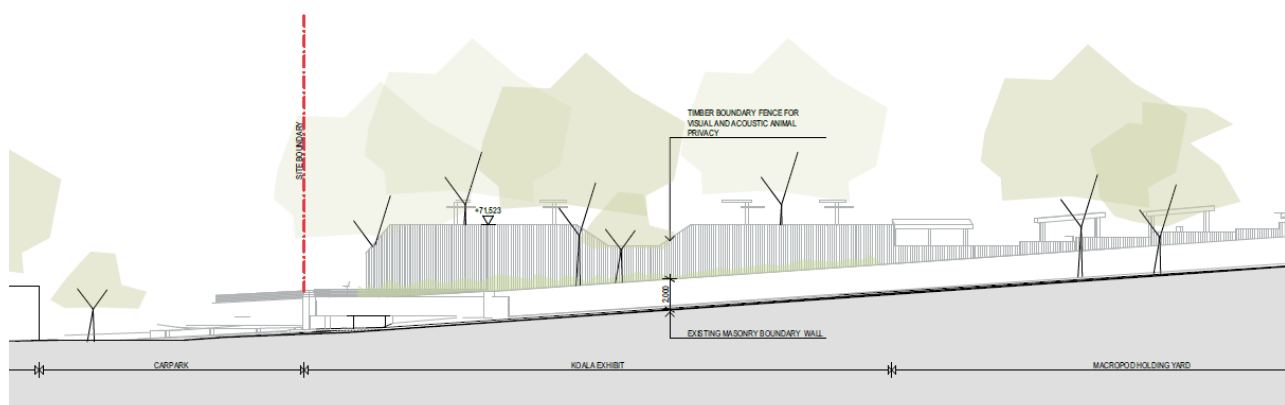 SITE BOUNDARY
TIMBER BOUNDARY FENCE FOR
VISUAL AND ACOUSTIC ANIMAL
PRIVACY
+71,523
2,000
EXISTING MASONRY BOUNDARY WALL
CARPARK
KOALA EXHIBIT
MACROPOD HOLDING YARD